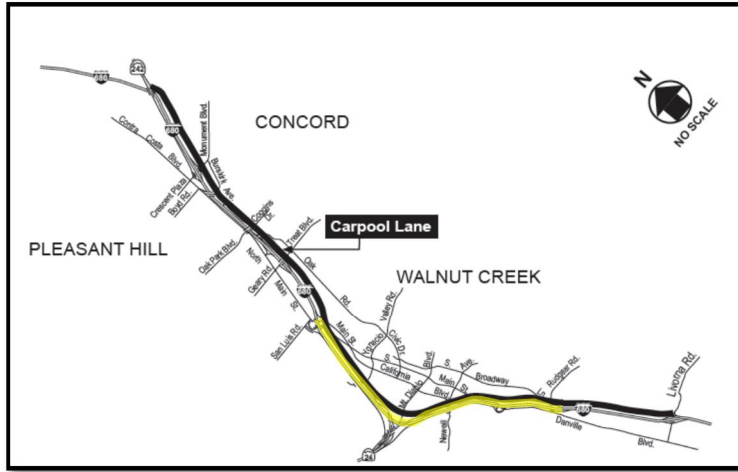 242
680
CONCORD
N
NO SCALE
680
Contra Costa Blvd.
Monument Blvd.
Buskirk Ave.
Crescent Plaza
Boyd Rd.
Coggins Dr.
Treat Blvd.
Carpool Lane
PLEASANT HILL
Oak Park Blvd.
Geary Rd.
North Main St.
Oak Rd.
WALNUT CREEK
680
San Luis Rd.
Main St.
Ygnacio Valley Rd.
Civic Dr.
S California Blvd.
Mt. Diablo Blvd.
S Main St.
S Broadway
Ave.
Newell
Rudgear Rd.
Livorna Rd.
680
Danville Blvd.
24